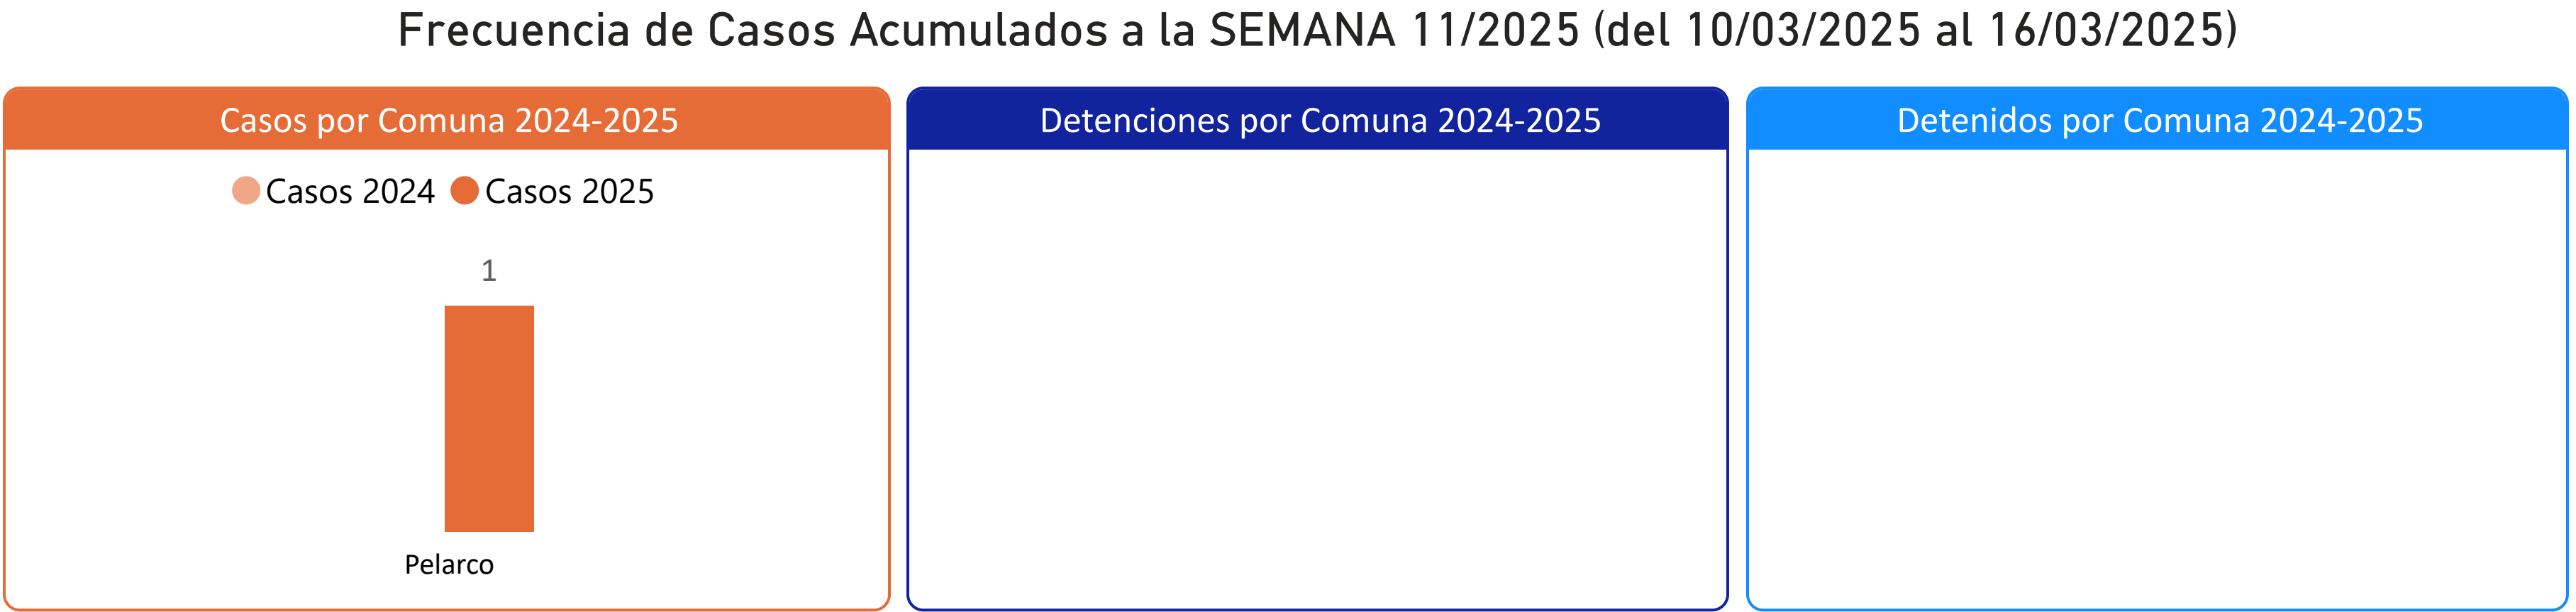 Frecuencia de Casos Acumulados a la SEMANA 11/2025 (del 10/03/2025 al 16/03/2025)
Casos por Comuna 2024-2025
Casos 2024 Casos 2025
1
Pelarco
Detenciones por Comuna 2024-2025
Detenidos por Comuna 2024-2025